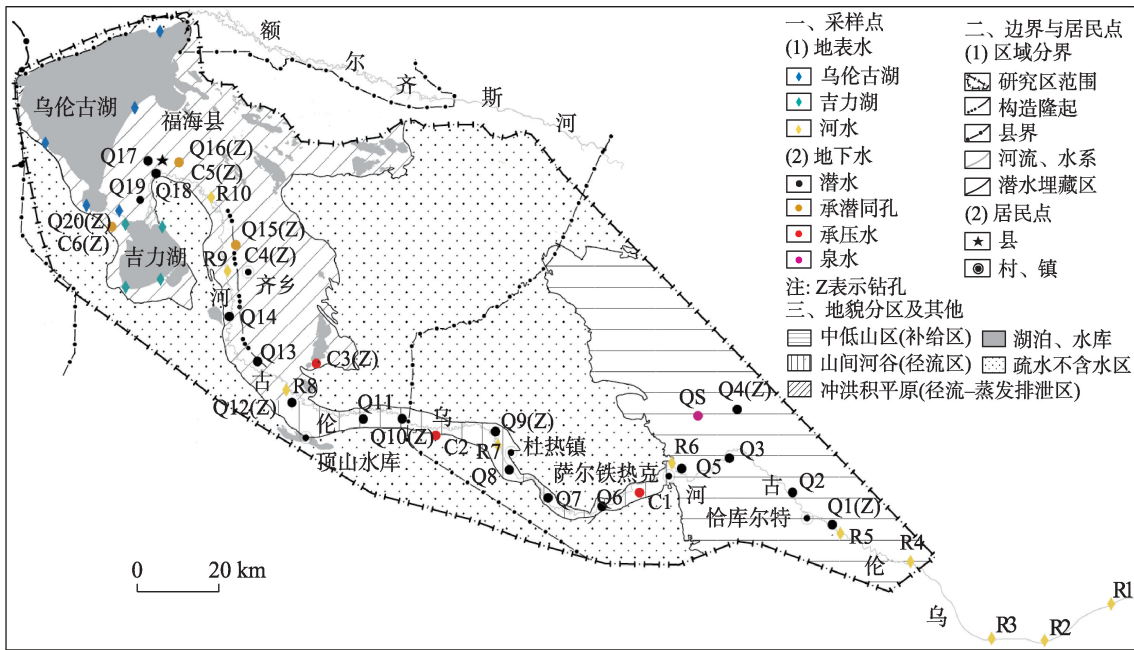 额
尔
齐
斯
河
乌伦古湖
福海县
Q17
Q16(Z)
C5(Z)
Q18
R10
Q19
Q20(Z)
C6(Z)
吉力湖
Q15(Z)
C4(Z)
R9
齐乡
河
Q14
Q13
C3(Z)
古
R8
Q12(Z)
伦
Q11
乌
Q10(Z)
C2
Q9(Z)
R7
杜热镇
Q8
顶山水库
萨尔铁热克
Q7
Q6
C1
R6
Q5
河
QS
Q4(Z)
Q3
古
Q2
恰库尔特
Q1(Z)
R5
R4
伦
乌
R3
R2
R1
0 20 km
一、采样点
(1) 地表水
乌伦古湖
吉力湖
河水
(2) 地下水
潜水
承潜同孔
承压水
泉水
注: Z表示钻孔
二、边界与居民点
(1) 区域分界
研究区范围
构造隆起
县界
河流、水系
潜水埋藏区
(2) 居民点
县
村、镇
三、地貌分区及其他
中低山区(补给区)
湖泊、水库
山间河谷(径流区)
疏水不含水区
冲洪积平原(径流–蒸发排泄区)